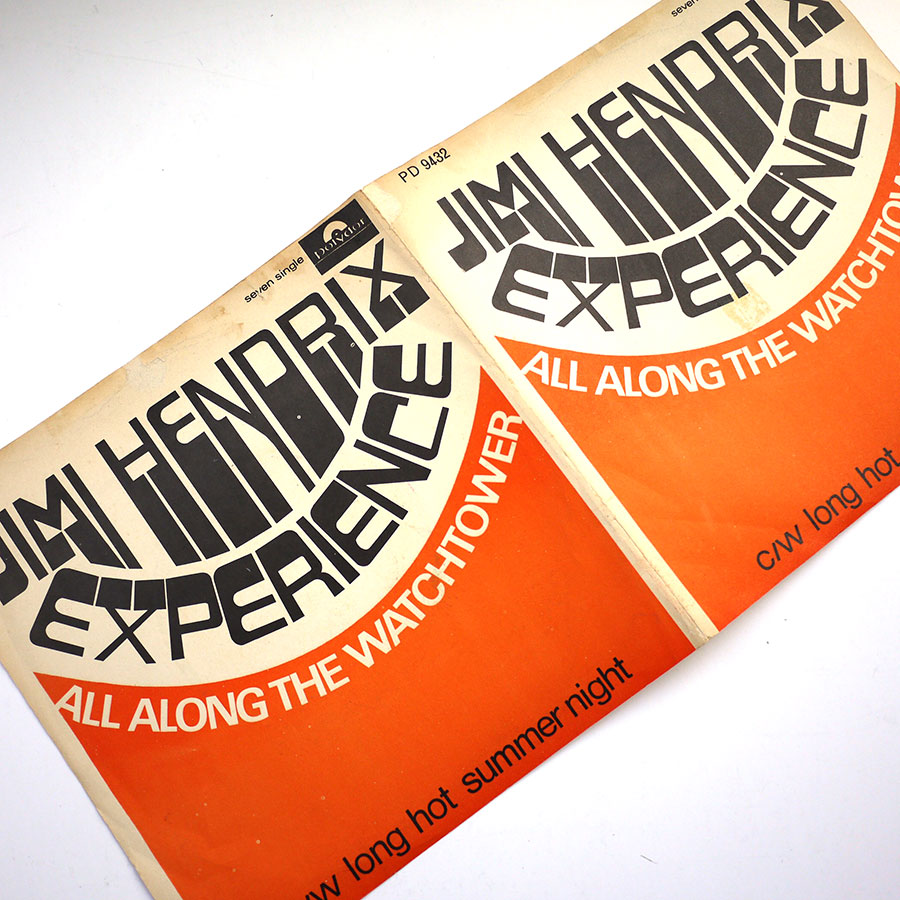 seven single
polydor
JIMI HENDRIX
EXPERIENCE
ALL ALONG THE WATCHTOWER
c/w long hot summer night
PD 9432
seven
JIMI HENDRIX
EXPERIENCE
ALL ALONG THE WATCHTOW
c/w long hot